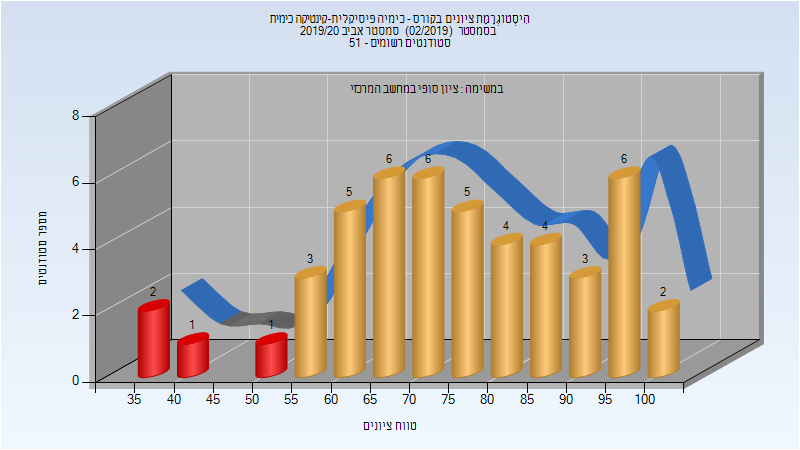 היסטוגרמת ציונים בקורס - כימיה פיסיקלית-קינטיקה כימית
בסמסטר (02/2019) סמסטר אביב 2019/20
סטודנטים רשומים - 51
במשימה : ציון סופי במחשב המרכזי
מספר סטודנטים
8
6
4
2
0
2 1 1 3 5 6 6 5 4 4 3 6 2
35 40 45 50 55 60 65 70 75 80 85 90 95 100
טווח ציונים